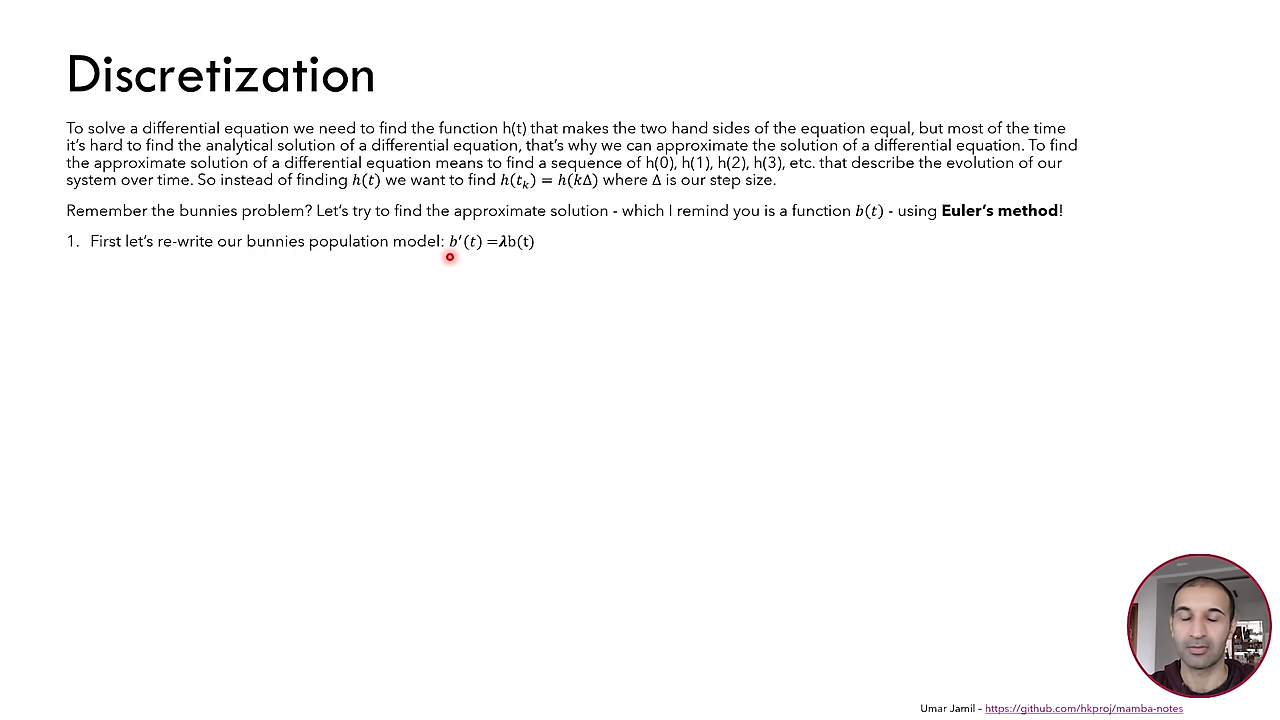 Discretization
To solve a differential equation we need to find the function h(t) that makes the two hand sides of the equation equal, but most of the time
it's hard to find the analytical solution of a differential equation, that's why we can approximate the solution of a differential equation. To find
the approximate solution of a differential equation means to find a sequence of h(0), h(1), h(2), h(3), etc. that describe the evolution of our
system over time. So instead of finding h(t) we want to find h(tₖ) = h(kΔ) where Δ is our step size.
Remember the bunnies problem? Let's try to find the approximate solution - which I remind you is a function b(t) - using Euler's method!
1. First let's re-write our bunnies population model: b′(t) =λb(t)
Umar Jamil – https://github.com/hkproj/mamba-notes